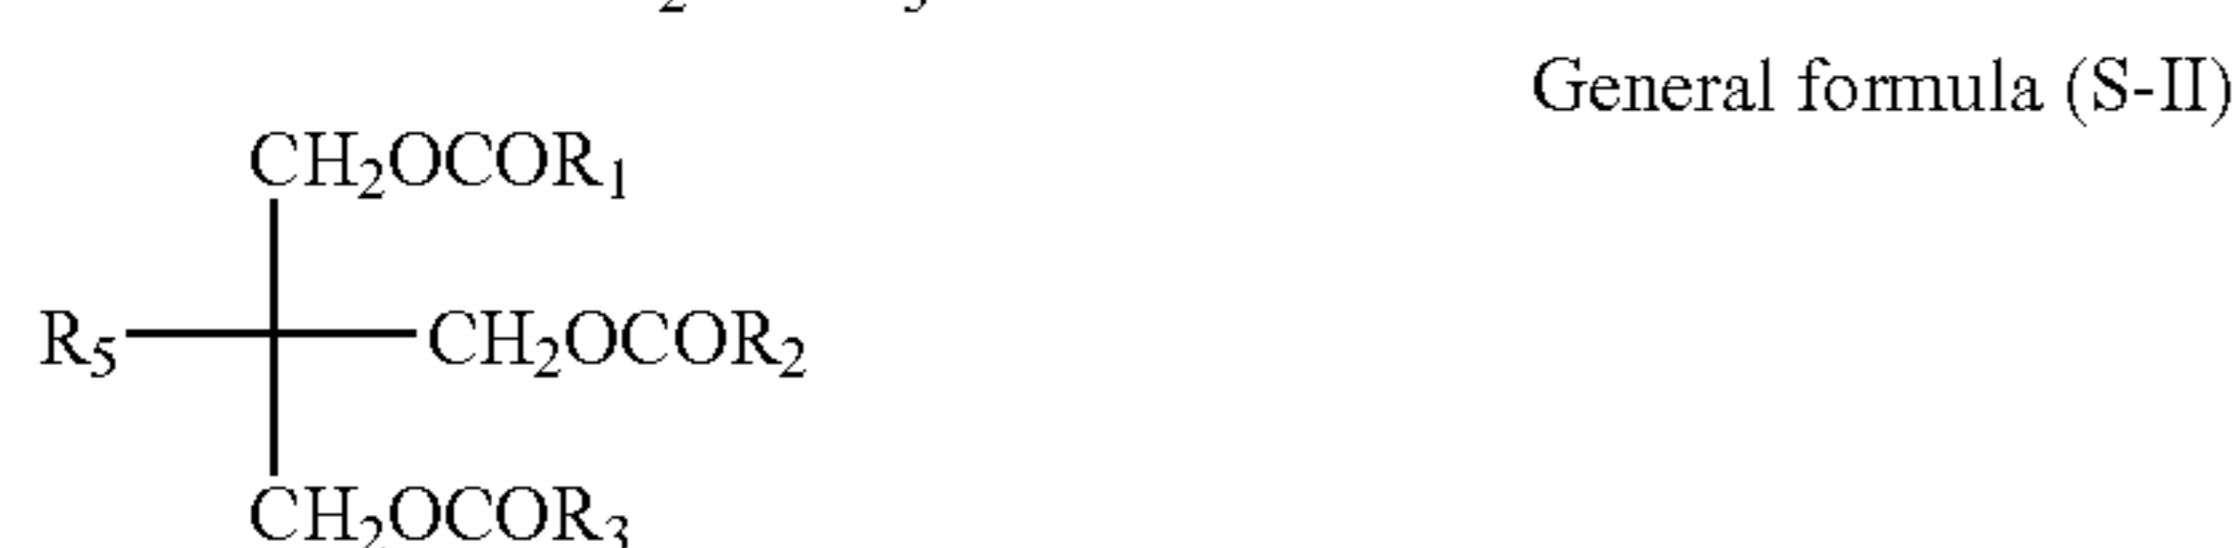 General formula (S-II)
CH₂OCOR₁
R₅ CH₂OCOR₂
CH₂OCOR₃